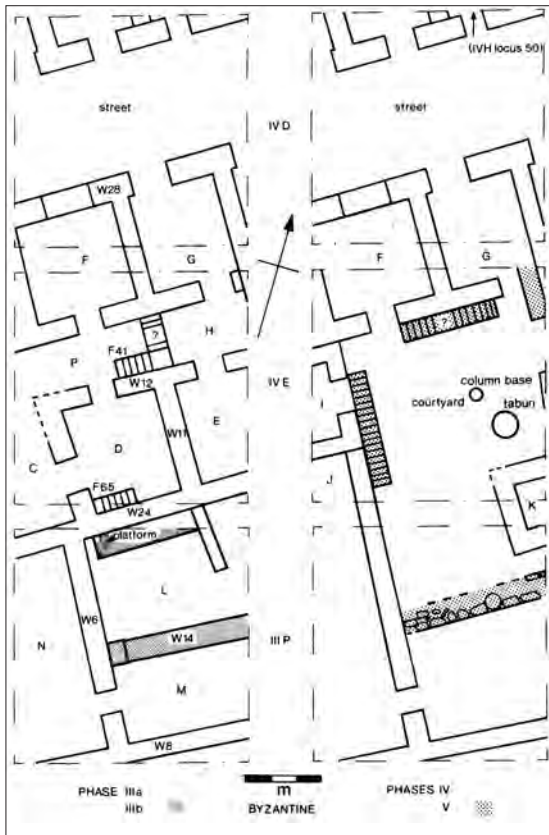 (IVH locus 50)
street
IV D
street
W28
F
G
F
G
H
?
?
P
F41
W12
IV E
column base
courtyard
tabun
I
E
W11
D
C
J
F65
W24
K
platform
L
N
W6
W14
III P
M
W8
m
PHASE IIIa
IIIb
BYZANTINE
PHASES IV
V